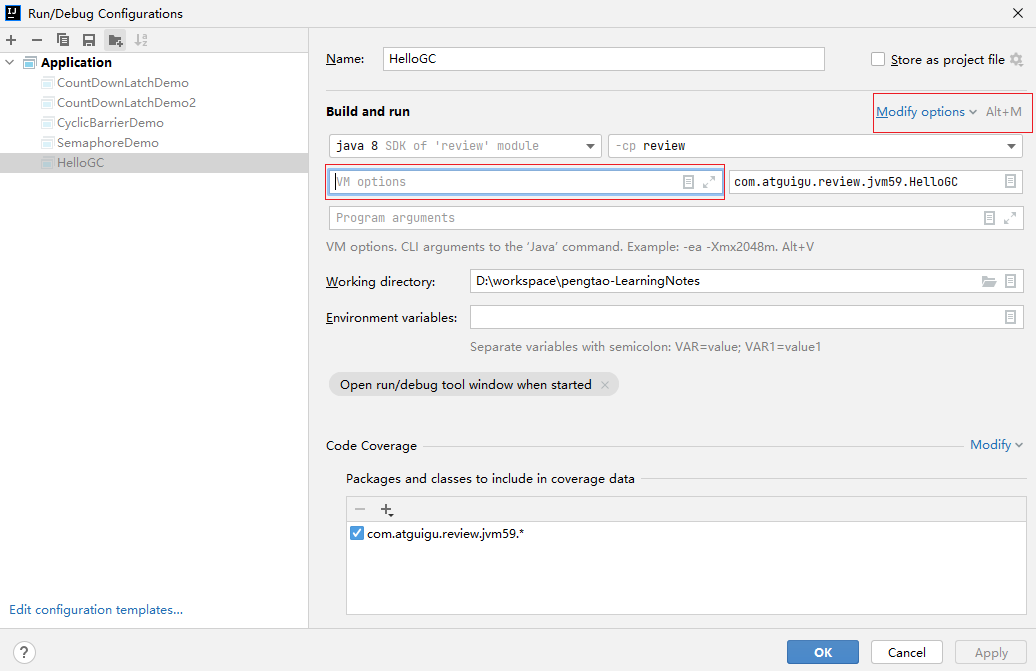 Run/Debug Configurations
Application
CountDownLatchDemo
CountDownLatchDemo2
CyclicBarrierDemo
SemaphoreDemo
HelloGC
Edit configuration templates...
Name: HelloGC Store as project file
Build and run Modify options Alt+M
java 8 SDK of 'review' module -cp review
VM options com.atguigu.review.jvm59.HelloGC
Program arguments
VM options. CLI arguments to the 'Java' command. Example: -ea -Xmx2048m. Alt+V
Working directory: D:\workspace\pengtao-LearningNotes
Environment variables:
Separate variables with semicolon: VAR=value; VAR1=value1
Open run/debug tool window when started
Code Coverage Modify
Packages and classes to include in coverage data
com.atguigu.review.jvm59.*
? OK Cancel Apply